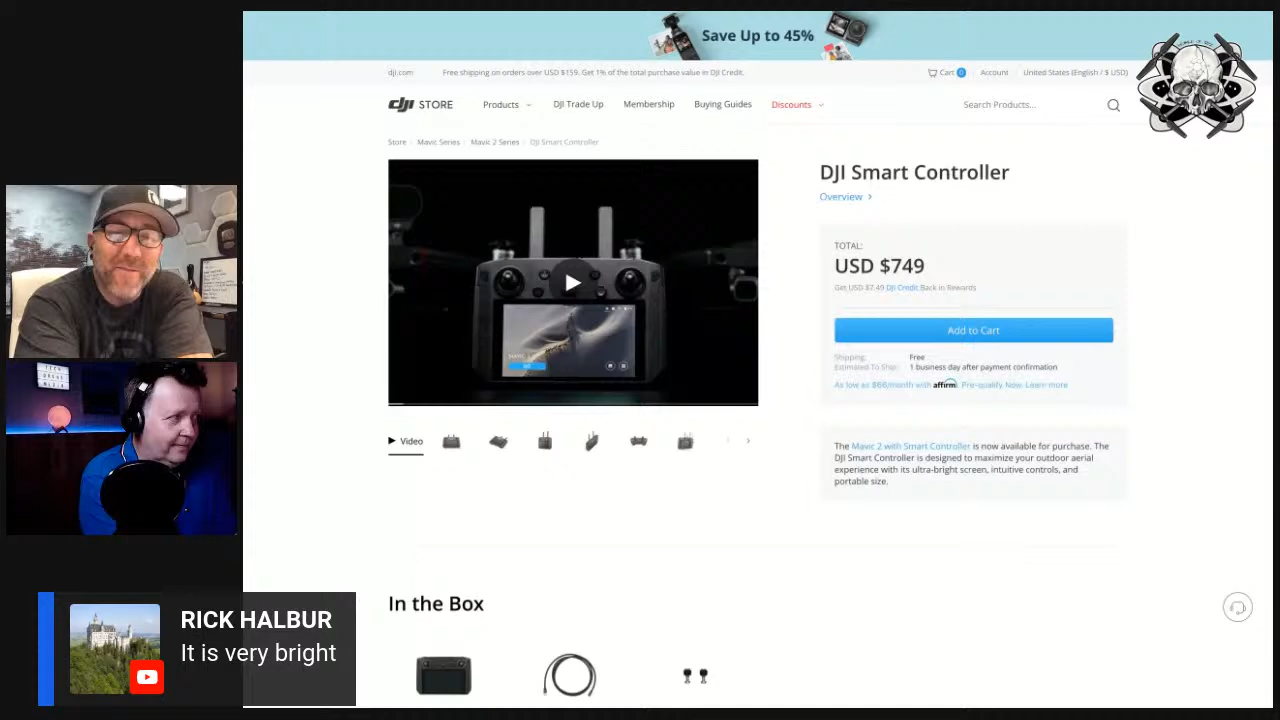 Save Up to 45%
dji.com
Free shipping on orders over USD $159. Get 1% of the total purchase value in DJI Credit.
Cart 0
Account
United States (English / $ USD)
dji STORE
Products
DJI Trade Up
Membership
Buying Guides
Discounts
Search Products...
Store
Mavic Series
Mavic 2 Series
DJI Smart Controller
DJI Smart Controller
Overview
TOTAL:
USD $749
Get USD $7.49 DJI Credit Back in Rewards
Add to Cart
Shipping: Free
Estimated To Ship: 1 business day after payment confirmation
As low as $66/month with affirm. Pre-qualify Now. Learn more
Video
The Mavic 2 with Smart Controller is now available for purchase. The
DJI Smart Controller is designed to maximize your outdoor aerial
experience with its ultra-bright screen, intuitive controls, and
portable size.
In the Box
RICK HALBUR
It is very bright